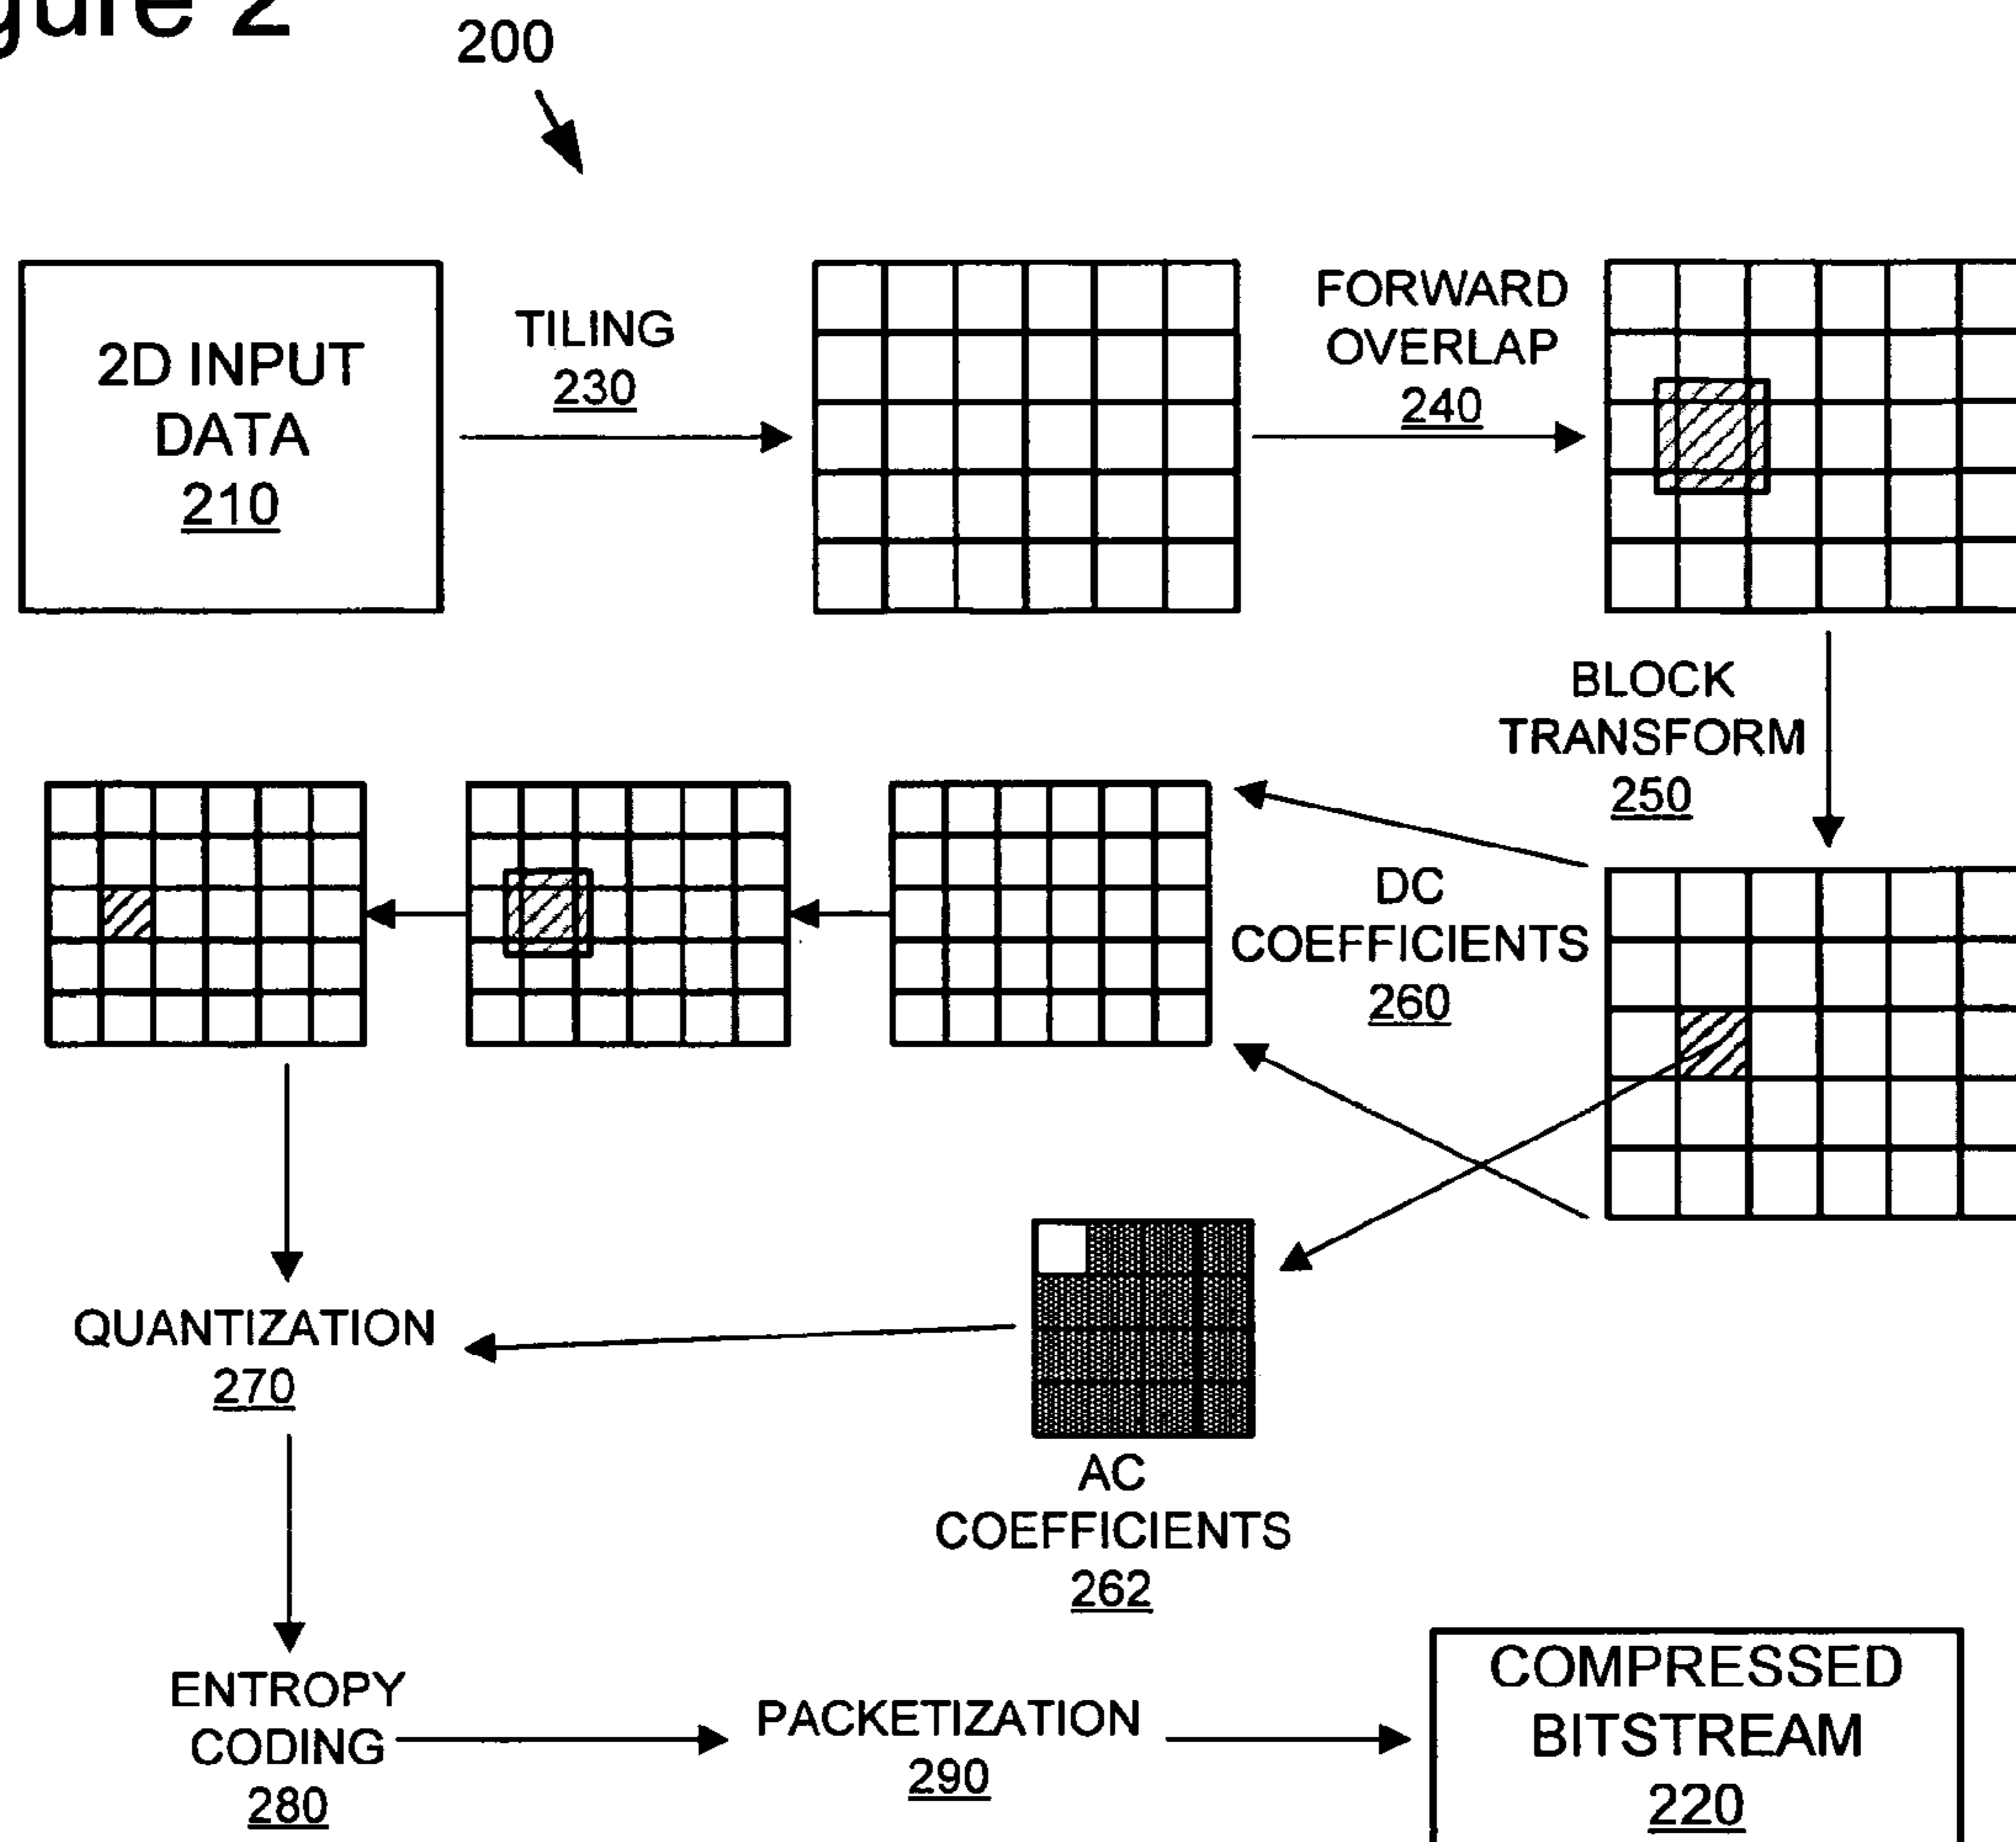 gure 2
200
2D INPUT
DATA
210
TILING
230
FORWARD
OVERLAP
240
BLOCK
TRANSFORM
250
DC
COEFFICIENTS
260
QUANTIZATION
270
AC
COEFFICIENTS
262
ENTROPY
CODING
280
PACKETIZATION
290
COMPRESSED
BITSTREAM
220